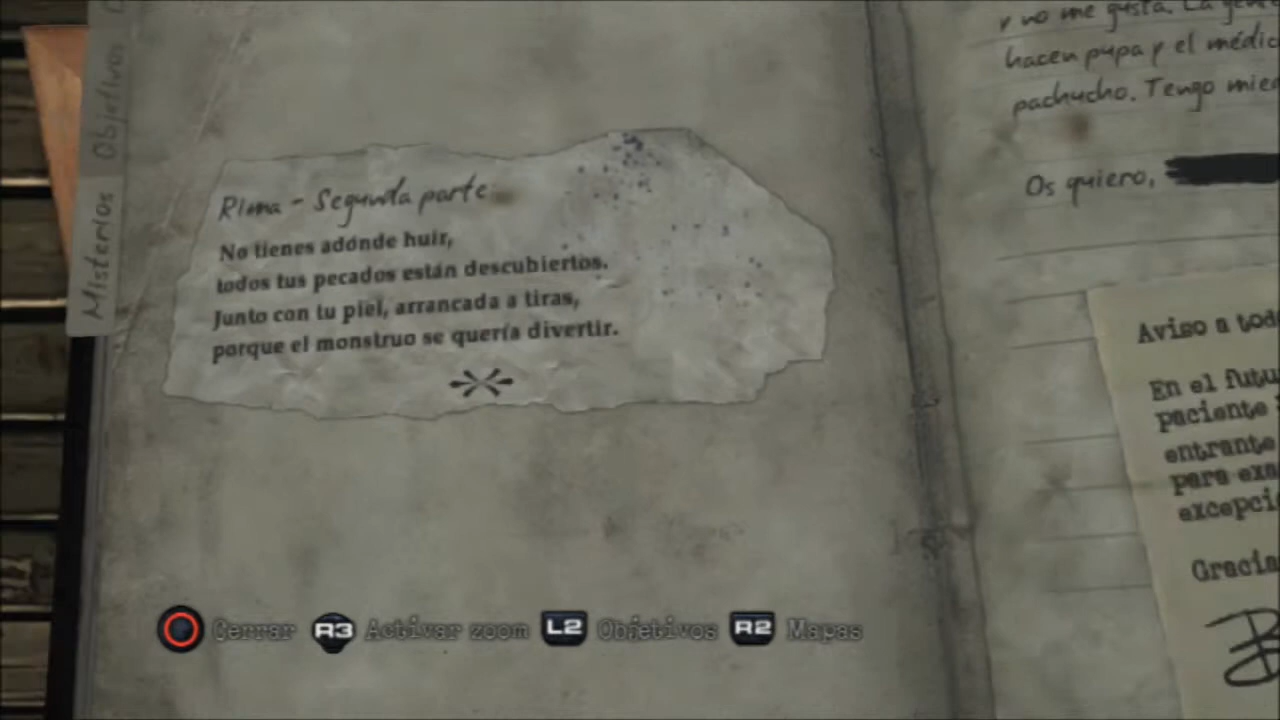 Misterios Objetivos
Rima - Segunda parte
No tienes adónde huir,
todos tus pecados están descubiertos.
Junto con tu piel, arrancada a tiras,
porque el monstruo se quería divertir.
y no me gusta. La
hacen pupa y el
pachucho. Tengo
Os quiero,
Aviso a
En el
paciente
entrante
para
Cerrar R3 Activar zoom L2 Objetivos R2 Mapas